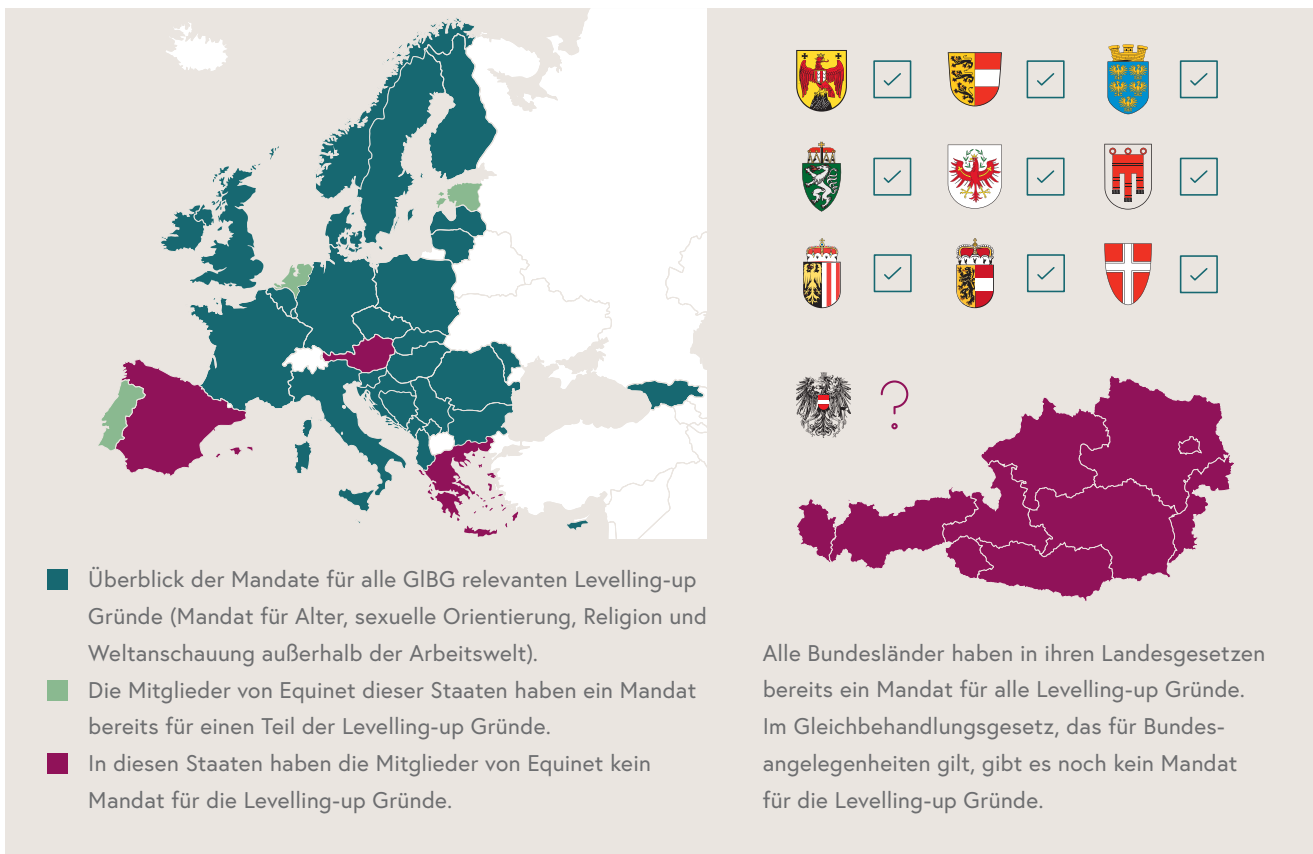 Überblick der Mandate für alle GlBG relevanten Levelling-up
Gründe (Mandat für Alter, sexuelle Orientierung, Religion und
Weltanschauung außerhalb der Arbeitswelt).
Die Mitglieder von Equinet dieser Staaten haben ein Mandat
bereits für einen Teil der Levelling-up Gründe.
In diesen Staaten haben die Mitglieder von Equinet kein
Mandat für die Levelling-up Gründe.
?
Alle Bundesländer haben in ihren Landesgesetzen
bereits ein Mandat für alle Levelling-up Gründe.
Im Gleichbehandlungsgesetz, das für Bundes-
angelegenheiten gilt, gibt es noch kein Mandat
für die Levelling-up Gründe.